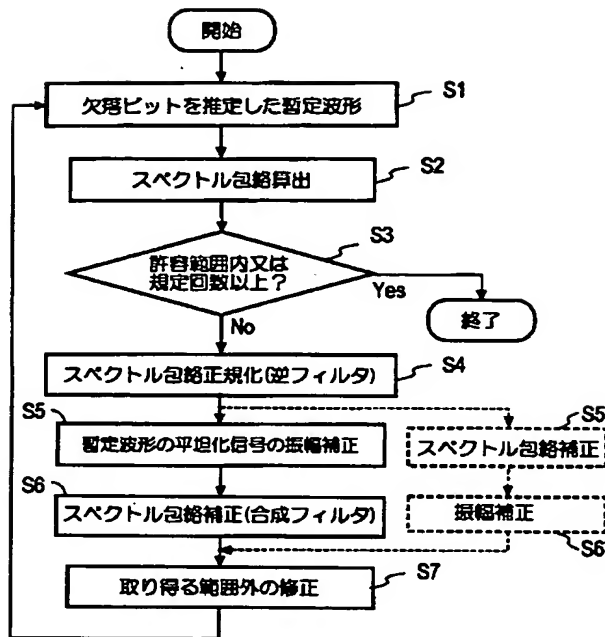 開始
欠落ビットを推定した暫定波形
S1
スペクトル包絡算出
S2
許容範囲内又は
規定回数以上?
S3
Yes
終了
No
スペクトル包絡正規化(逆フィルタ)
S4
S5
暫定波形の平坦化信号の振幅補正
S5
スペクトル包絡補正
S6
スペクトル包絡補正(合成フィルタ)
振幅補正
S6
取り得る範囲外の修正
S7